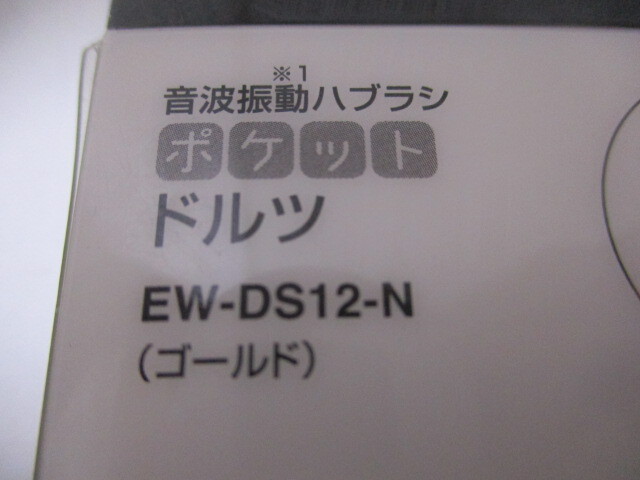 ※1
音波振動ハブラシ
ポケット
ドルツ
EW-DS12-N
(ゴールド)